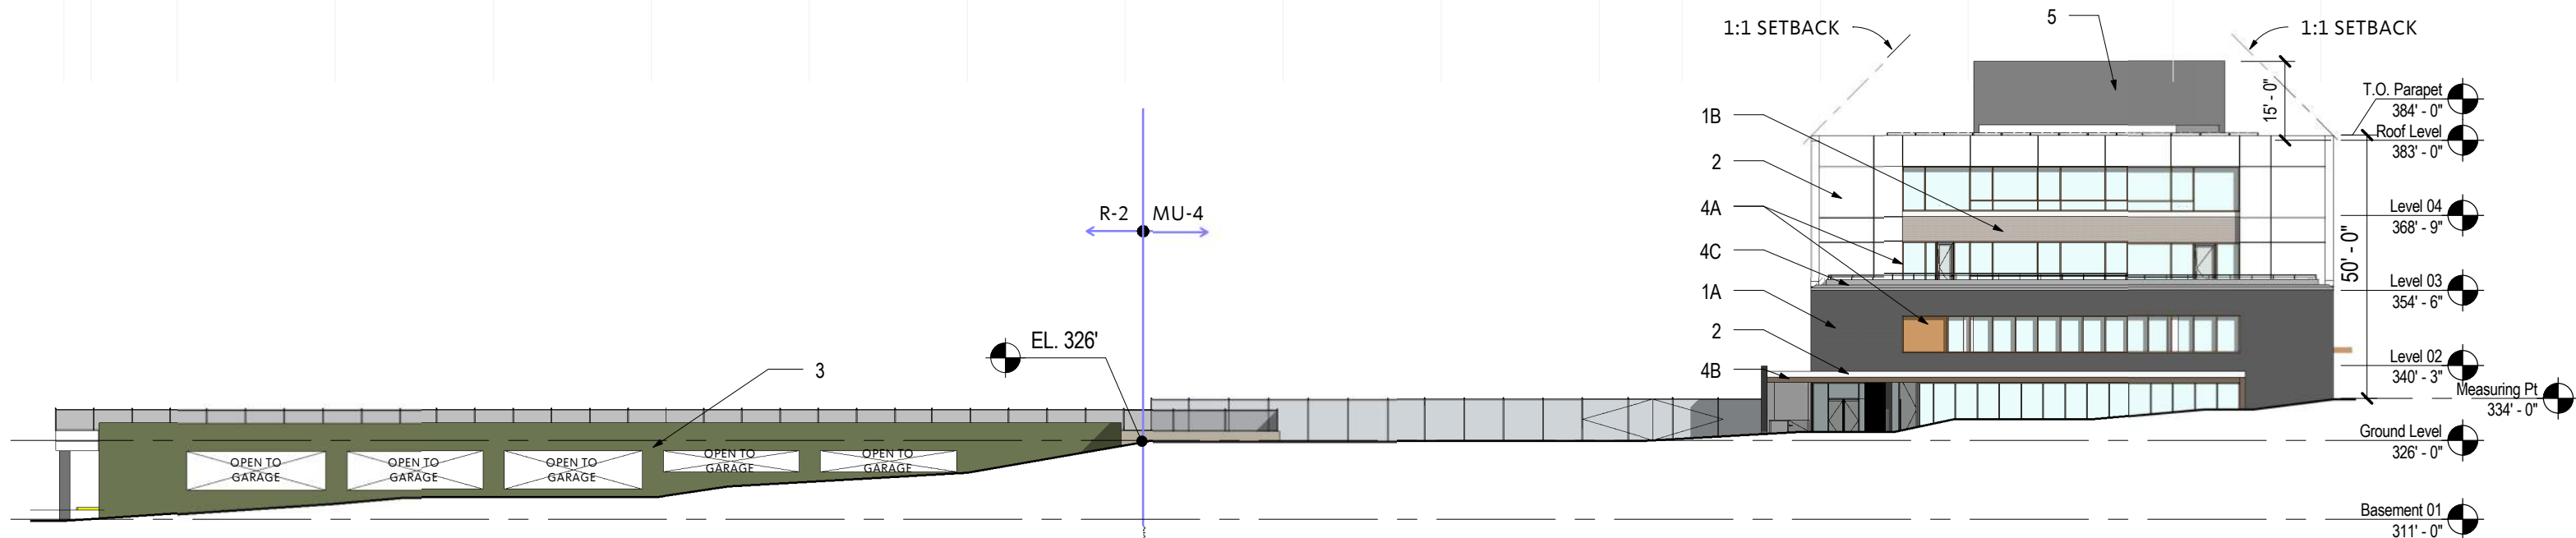 1:1 SETBACK
5
1:1 SETBACK
15' - 0"
T.O. Parapet
384' - 0"
Roof Level
383' - 0"
1B
2
4A
4C
1A
2
4B
R-2
MU-4
Level 04
368' - 9"
50' - 0"
Level 03
354' - 6"
Level 02
340' - 3"
Measuring Pt
334' - 0"
EL. 326'
3
Ground Level
326' - 0"
OPEN TO
GARAGE
OPEN TO
GARAGE
OPEN TO
GARAGE
OPEN TO
GARAGE
OPEN TO
GARAGE
Basement 01
311' - 0"